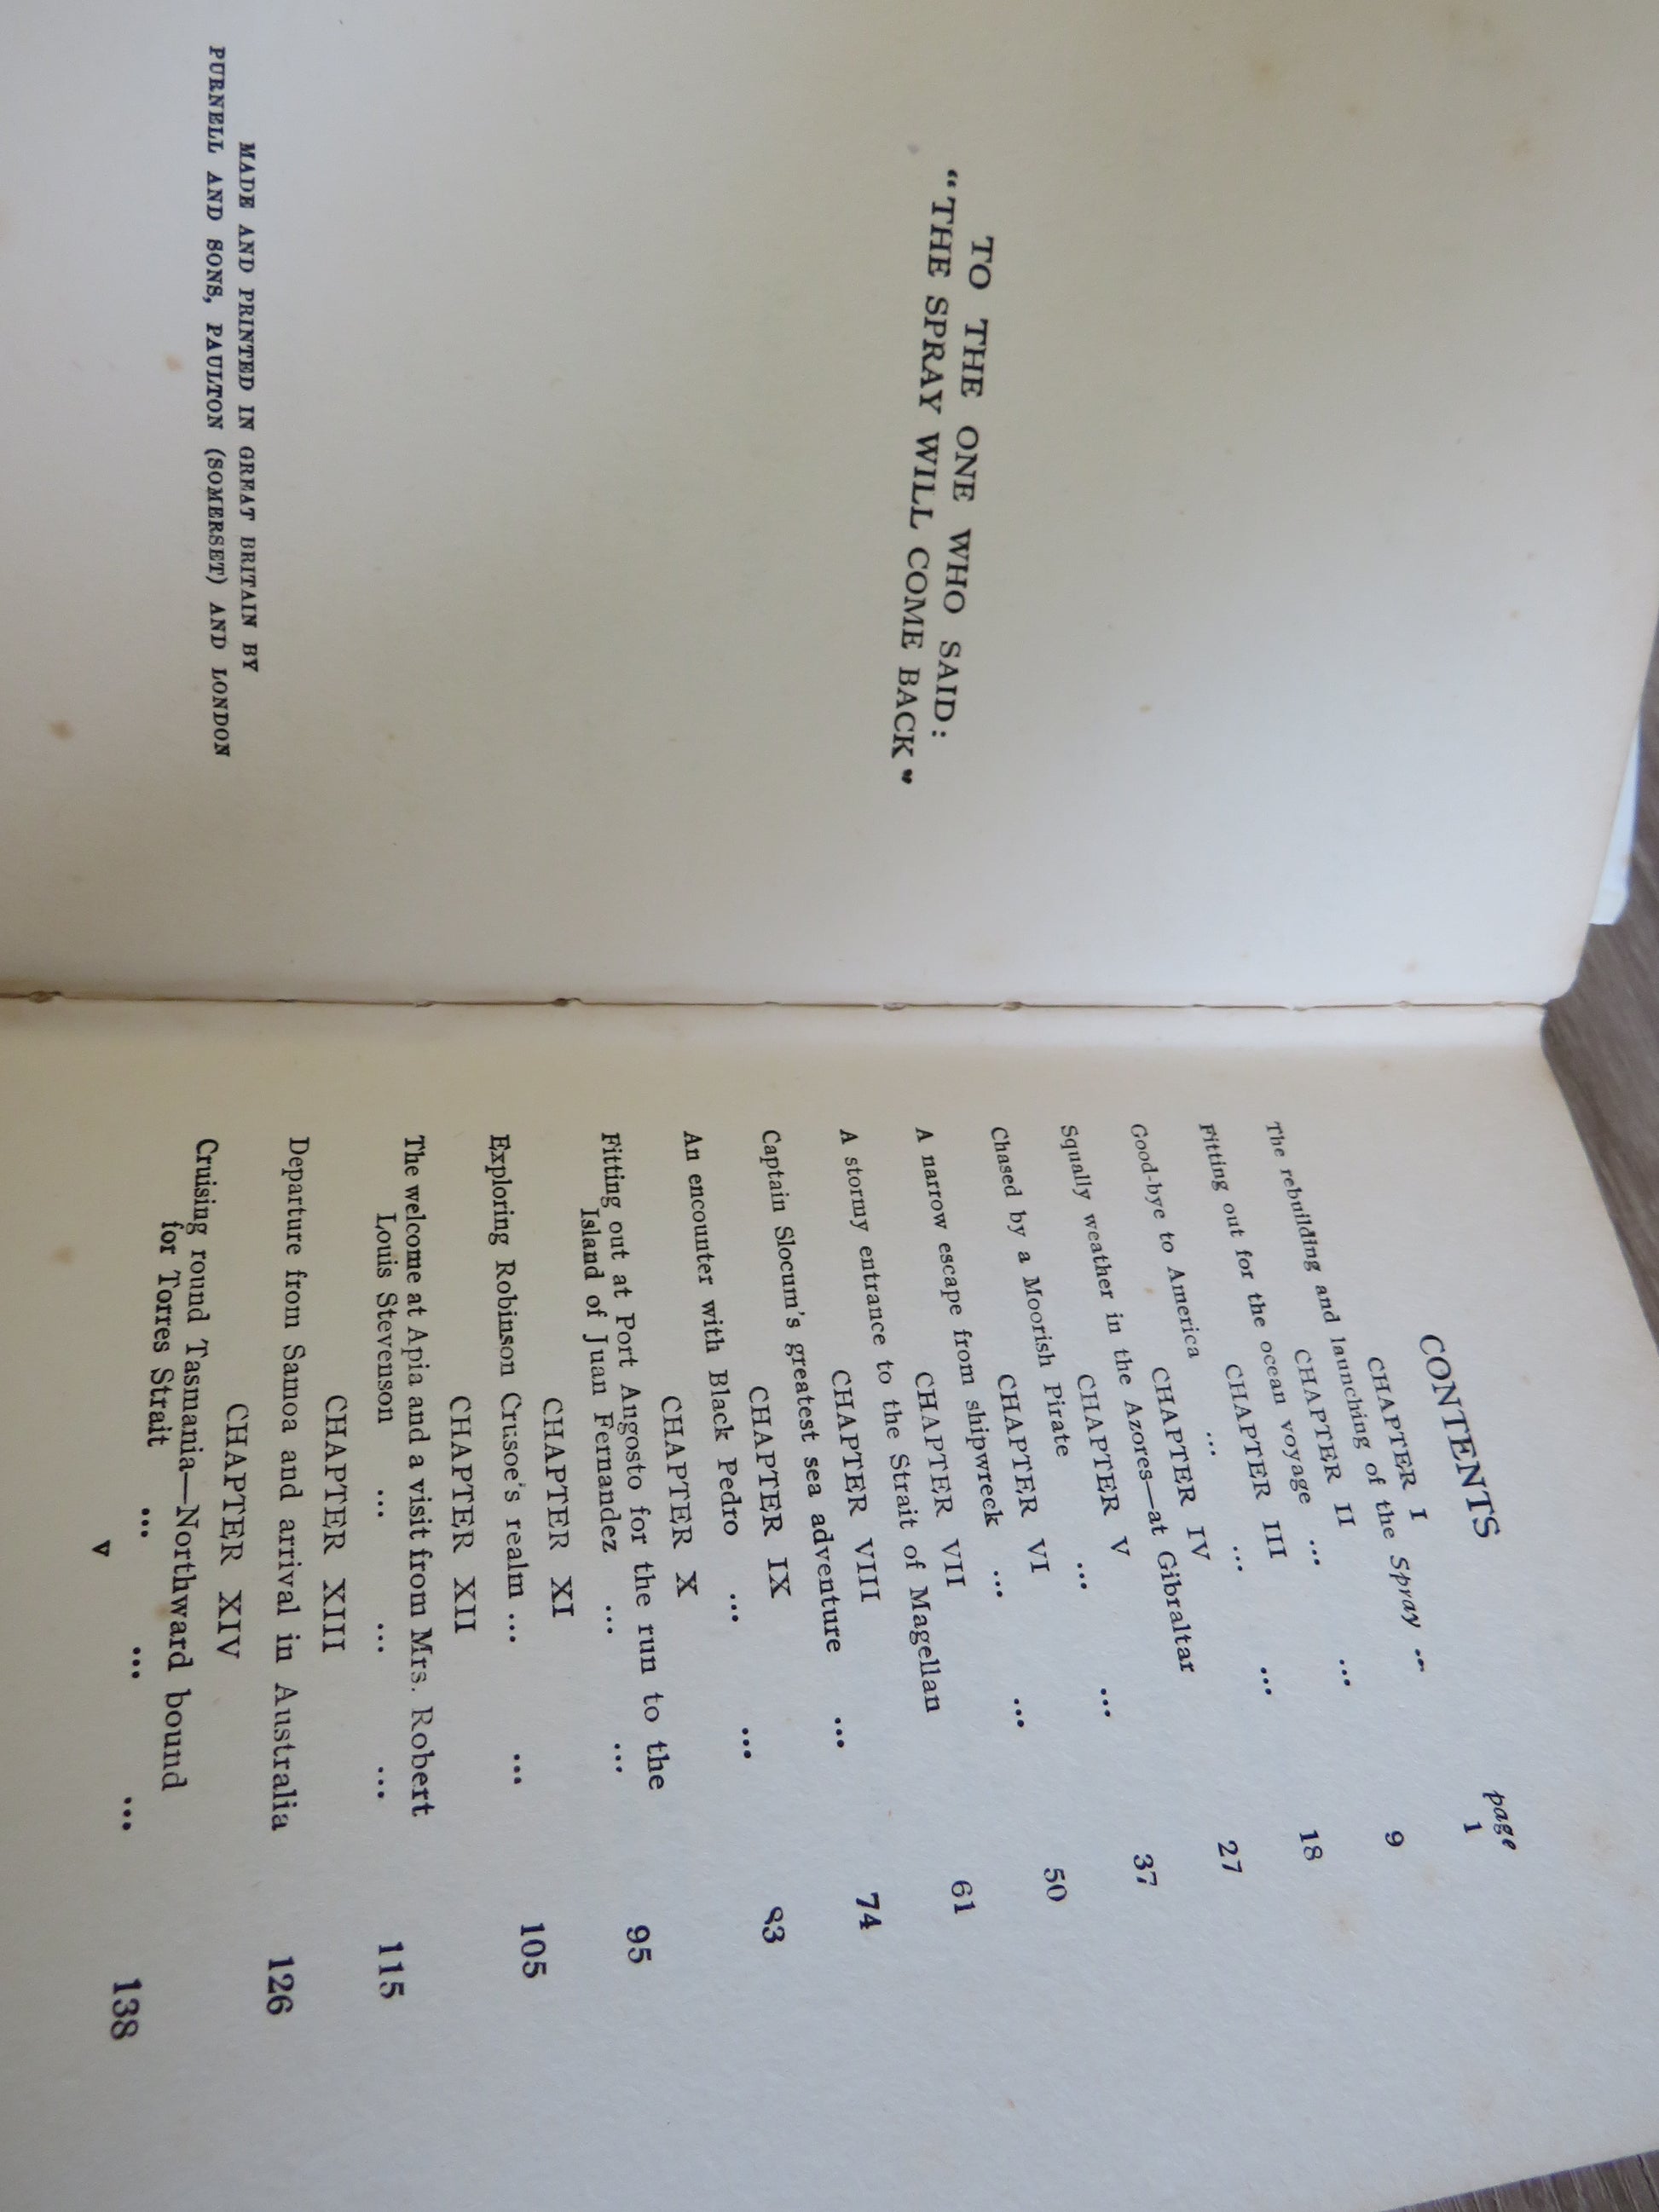 TO THE ONE WHO SAID:
"THE SPRAY WILL COME BACK"
MADE AND PRINTED IN GREAT BRITAIN BY
PURNELL AND SONS, PAULTON (SOMERSET) AND LONDON
CONTENTS
page
CHAPTER I
The rebuilding and launching of the Spray ... 1
CHAPTER II
Fitting out for the ocean voyage ... ... 9
CHAPTER III
Good-bye to America ... ... ... 18
CHAPTER IV
Squally weather in the Azores—at Gibraltar 27
CHAPTER V
Chased by a Moorish Pirate ... ... 37
CHAPTER VI
A narrow escape from shipwreck ... ... 50
CHAPTER VII
A stormy entrance to the Strait of Magellan 61
CHAPTER VIII
Captain Slocum's greatest sea adventure ... 74
CHAPTER IX
An encounter with Black Pedro ... ... 83
CHAPTER X
Fitting out at Port Angosto for the run to the
Island of Juan Fernandez ... ... 95
CHAPTER XI
Exploring Robinson Crusoe's realm ... ... 105
CHAPTER XII
The welcome at Apia and a visit from Mrs. Robert
Louis Stevenson ... ... ... 115
CHAPTER XIII
Departure from Samoa and arrival in Australia 126
CHAPTER XIV
Cruising round Tasmania—Northward bound
for Torres Strait ... ... ... 138
v